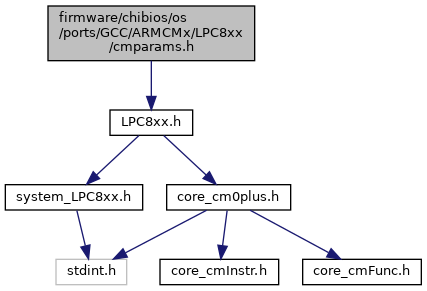 firmware/chibios/os
/ports/GCC/ARMCMx/LPC8xx
/cmparams.h
LPC8xx.h
system_LPC8xx.h
core_cm0plus.h
stdint.h
core_cmInstr.h
core_cmFunc.h